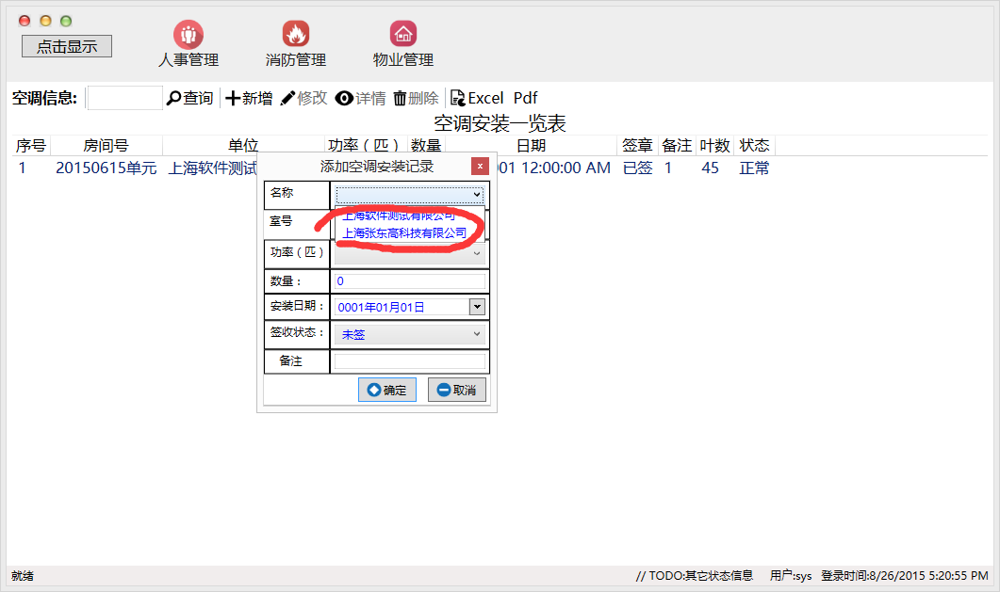 点击显示
人事管理 消防管理 物业管理
空调信息: 查询 新增 修改 详情 删除 Excel Pdf
空调安装一览表
序号 房间号 单位 功率（匹） 数量 日期 签章 备注 叶数 状态
1 20150615单元 上海软件测试 001 12:00:00 AM 已签 1 45 正常
添加空调安装记录
名称
上海软件测试有限公司
室号
上海张东高科技有限公司
功率（匹）
数量： 0
安装日期： 0001年01月01日
签收状态： 未签
备注
确定 取消
就绪 // TODO:其它状态信息 用户:sys 登录时间:8/26/2015 5:20:55 PM